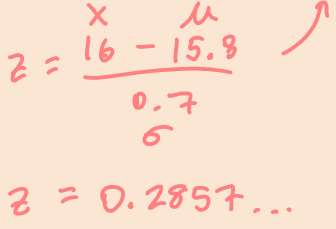 x μ
z = 16 - 15.8
0.7
σ
z = 0.2857...